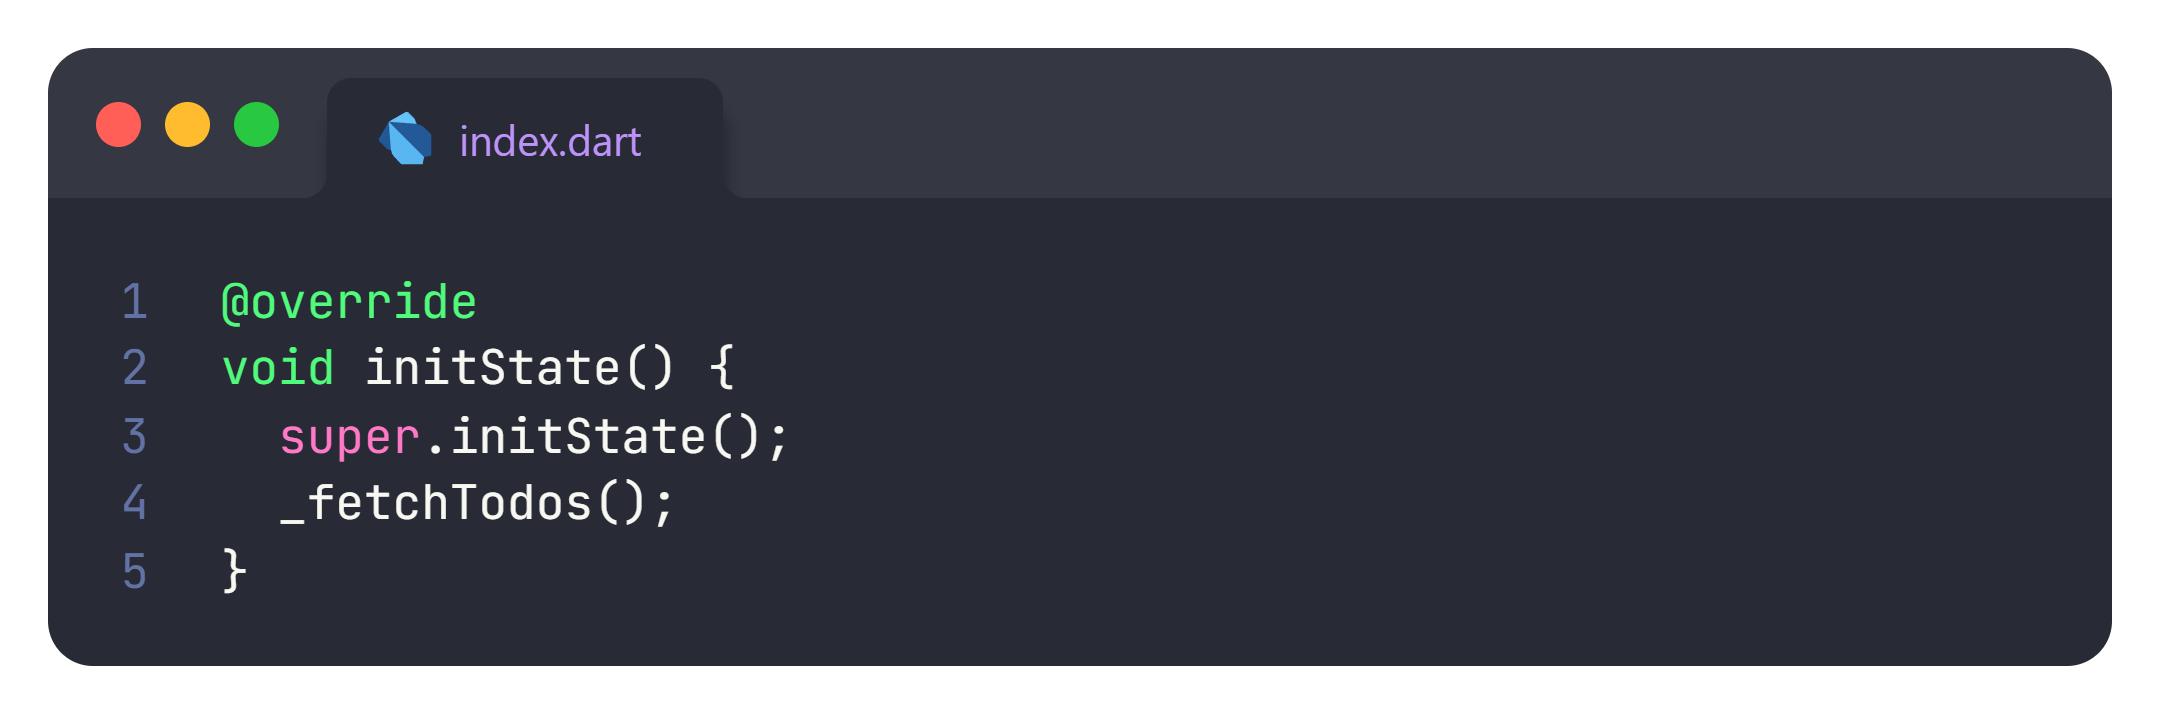 index.dart
1 @override
2 void initState() {
3   super.initState();
4   _fetchTodos();
5 }